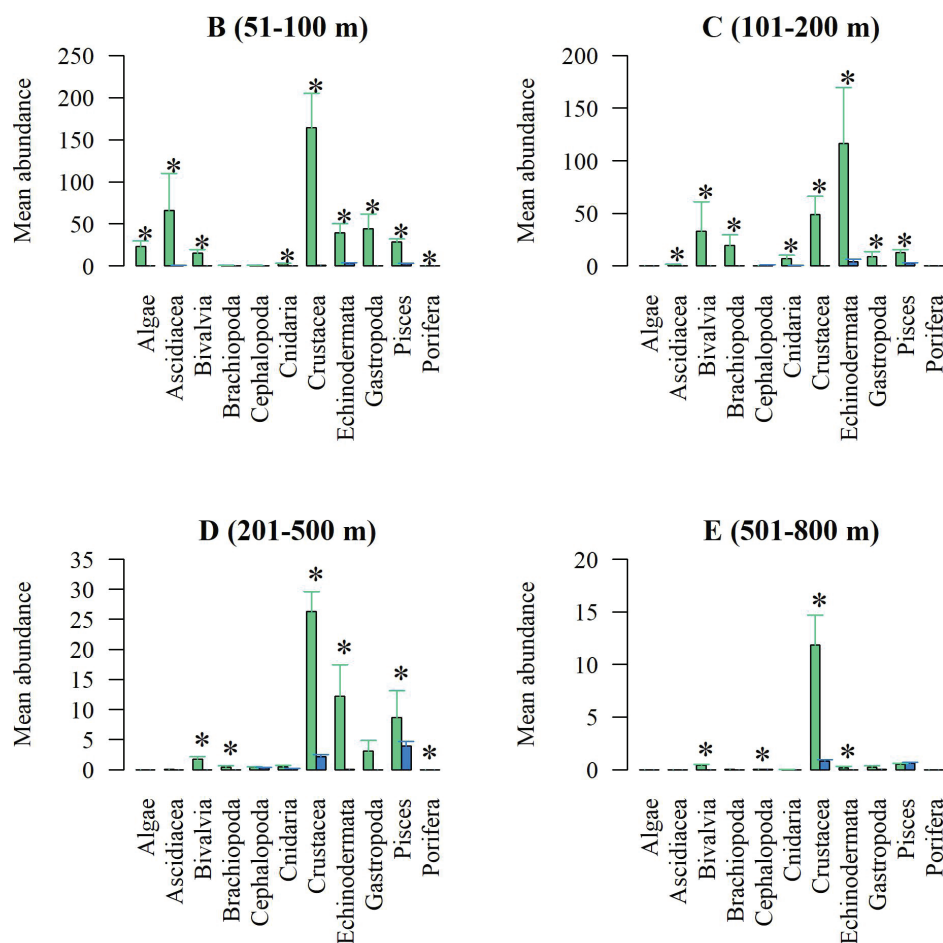 B (51-100 m)
Mean abundance
250
200
150
100
50
0
*
*
*
*
*
*
*
*
*
Algae
Ascidiacea
Bivalvia
Brachiopoda
Cephalopoda
Cnidaria
Crustacea
Echinodermata
Gastropoda
Pisces
Porifera
C (101-200 m)
Mean abundance
200
150
100
50
0
*
*
*
*
*
*
*
*
Algae
Ascidiacea
Bivalvia
Brachiopoda
Cephalopoda
Cnidaria
Crustacea
Echinodermata
Gastropoda
Pisces
Porifera
D (201-500 m)
Mean abundance
35
30
25
20
15
10
5
0
*
*
*
*
*
*
Algae
Ascidiacea
Bivalvia
Brachiopoda
Cephalopoda
Cnidaria
Crustacea
Echinodermata
Gastropoda
Pisces
Porifera
E (501-800 m)
Mean abundance
20
15
10
5
0
*
*
*
*
Algae
Ascidiacea
Bivalvia
Brachiopoda
Cephalopoda
Cnidaria
Crustacea
Echinodermata
Gastropoda
Pisces
Porifera